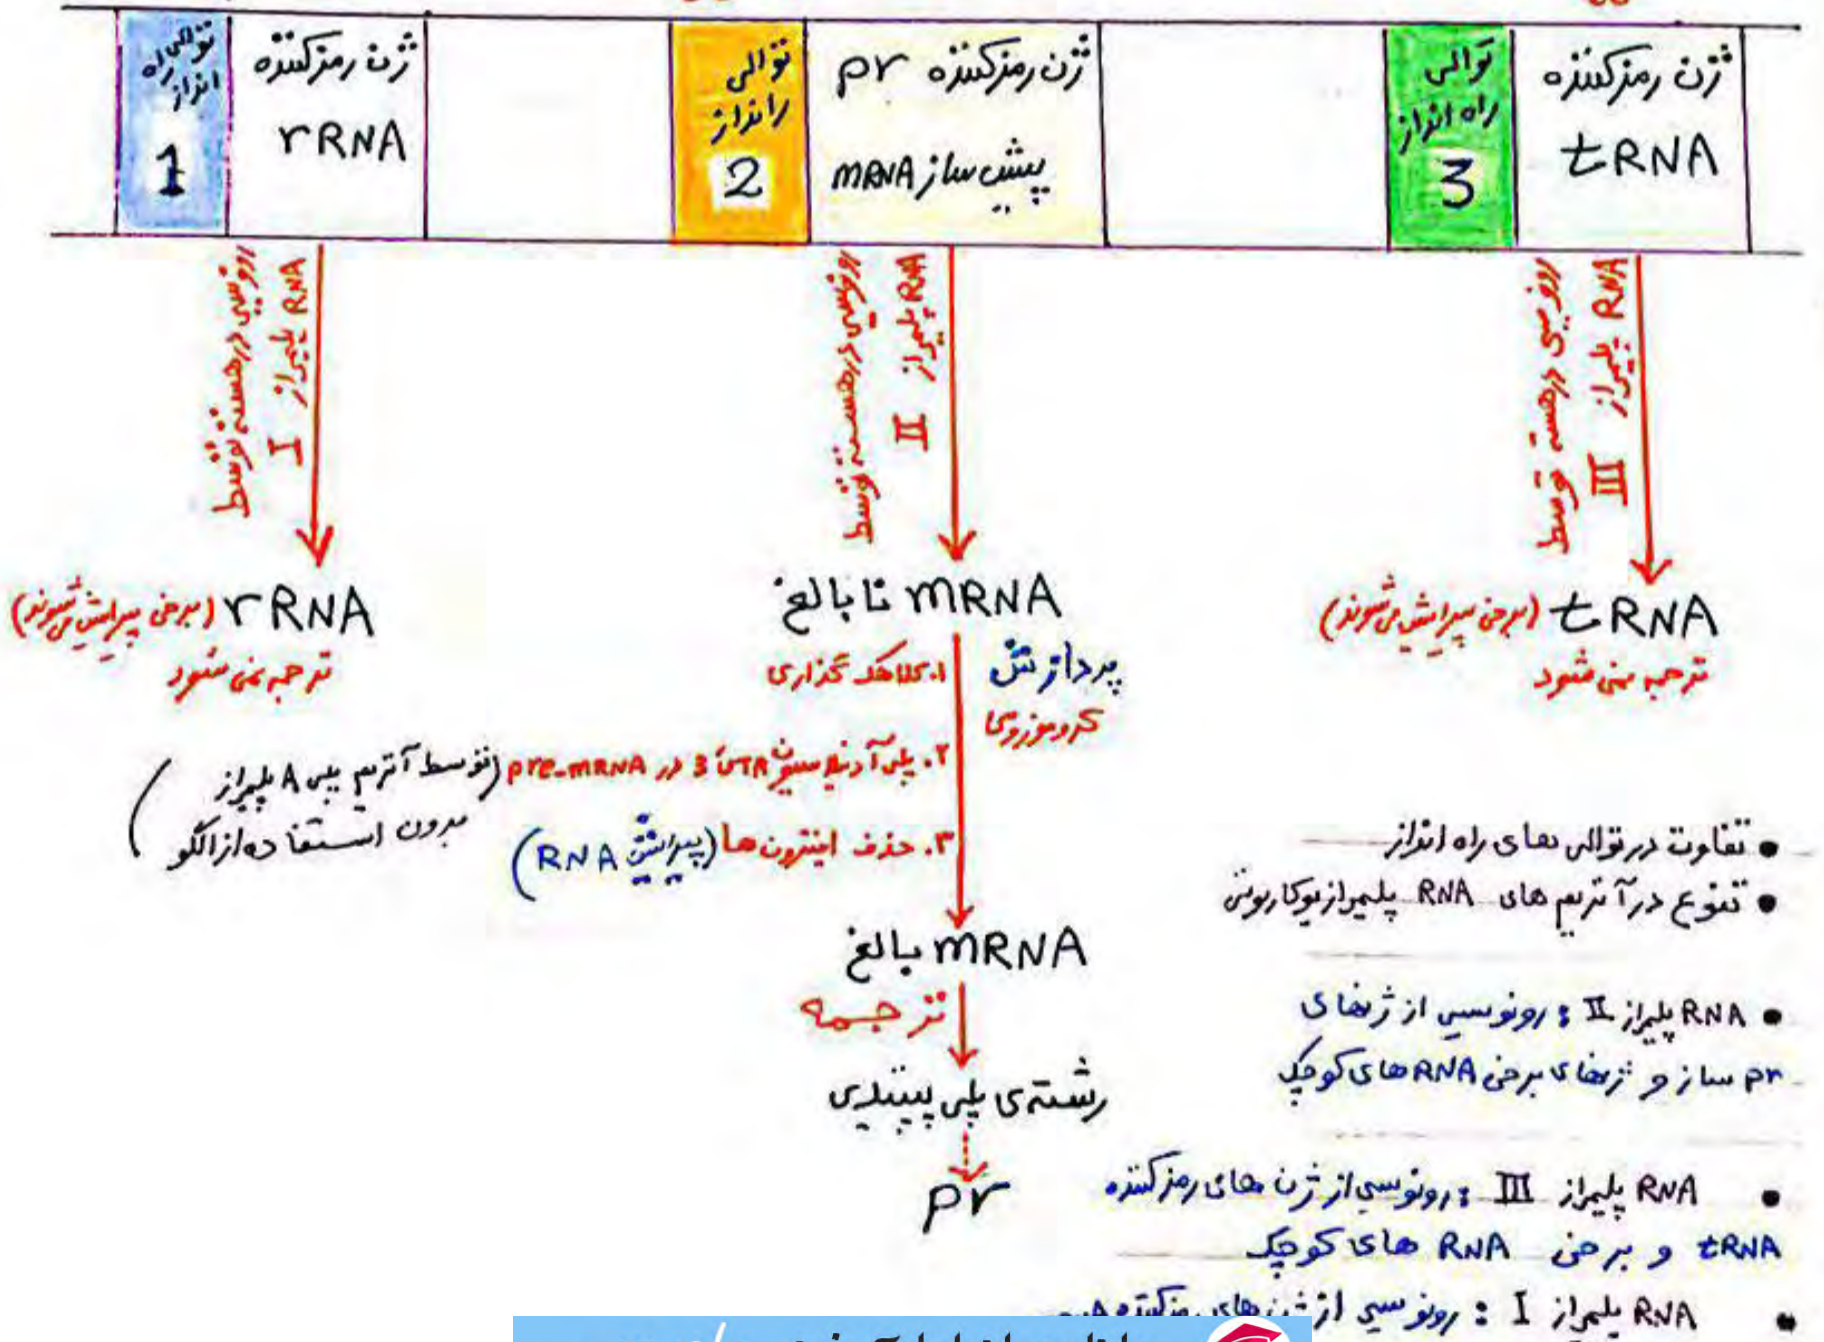 توالی راه انداز
1
ژن رمزکننده
rRNA
توالی
رانداز
2
ژن رمزکننده pr
پیش ساز mRNA
توالی
راه انداز
3
ژن رمزکننده
tRNA
رونویسی در هسته توسط
RNA پلیمراز I
رونویسی در هسته توسط
RNA پلیمراز II
رونویسی در هسته توسط
RNA پلیمراز III
rRNA (برخی پیرایش می‌شوند)
ترجمه نمی شود
mRNA نابالغ
tRNA (برخی پیرایش می‌شوند)
ترجمه نمی شود
پردازش
۱. کلاهک گذاری
۲. پلی آدنیلاسیون 3'UTR در pre-mRNA (توسط آنزیم پلی A پلیمراز
بدون استفاده از الگو)
۳. حذف اینترون ها (پیرایش RNA)
mRNA بالغ
ترجمه
رشته‌ی پلی پپتیدی
pr
• تفاوت در توالی های راه انداز
• تنوع در آنزیم های RNA پلیمراز یوکاریوتی
• RNA پلیمراز II : رونویسی از ژنهای
pr ساز و ژنهای برخی RNA های کوچک
• RNA پلیمراز III : رونویسی از ژن های رمزکننده
tRNA و برخی RNA های کوچک
• RNA پلیمراز I : رونویسی از ژن های رمزکننده